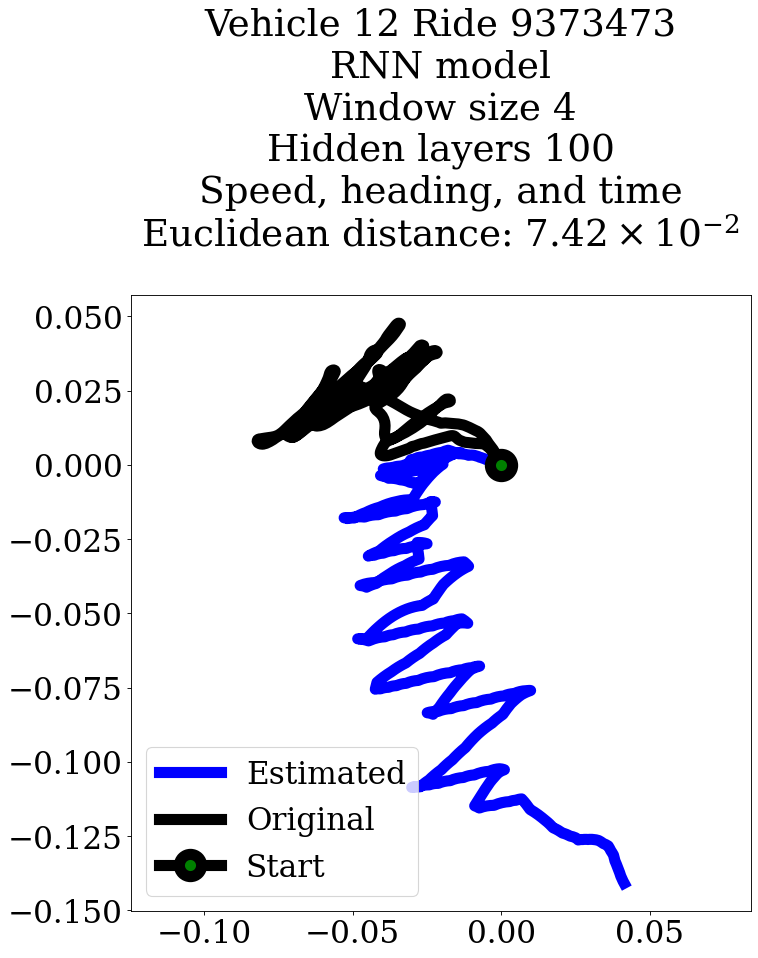 Vehicle 12 Ride 9373473
RNN model
Window size 4
Hidden layers 100
Speed, heading, and time
Euclidean distance: 7.42 × 10⁻²
0.050
0.025
0.000
−0.025
−0.050
−0.075
−0.100
−0.125
−0.150
Estimated
Original
Start
−0.10 −0.05 0.00 0.05